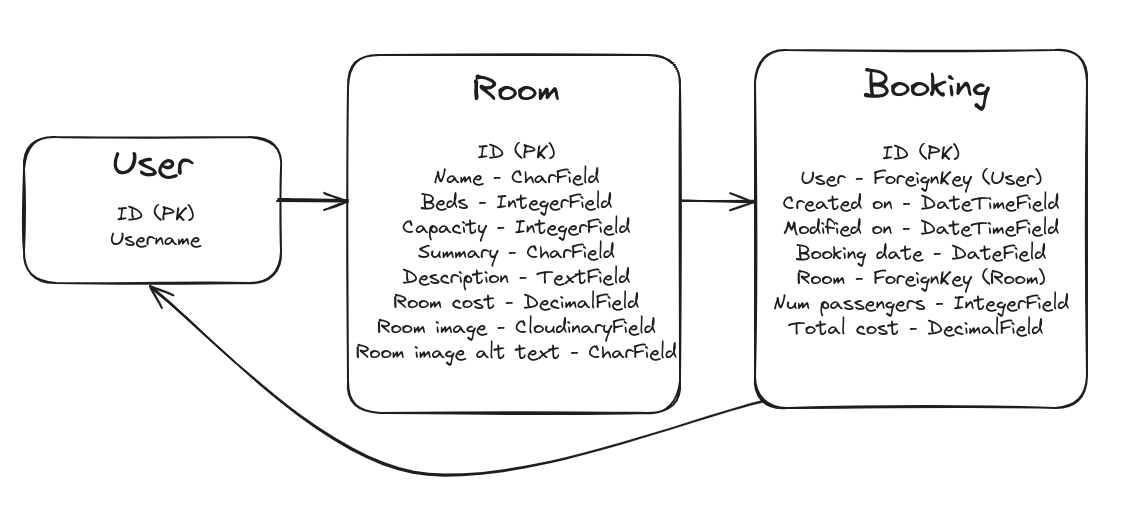 User
ID (PK)
Username
Room
ID (PK)
Name - CharField
Beds - IntegerField
Capacity - IntegerField
Summary - CharField
Description - TextField
Room cost - DecimalField
Room image - CloudinaryField
Room image alt text - CharField
Booking
ID (PK)
User - ForeignKey (User)
Created on - DateTimeField
Modified on - DateTimeField
Booking date - DateField
Room - ForeignKey (Room)
Num passengers - IntegerField
Total cost - DecimalField